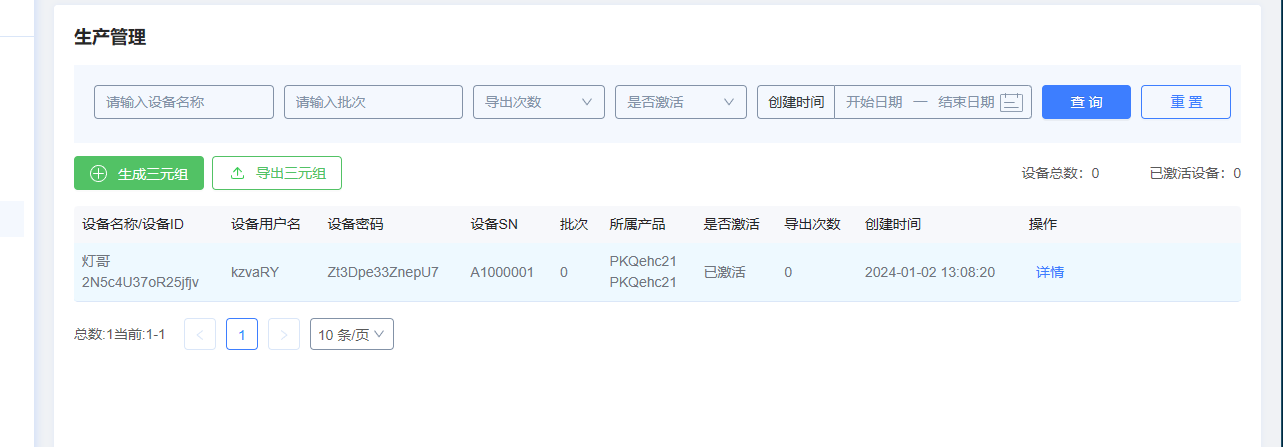 生产管理
请输入设备名称 请输入批次 导出次数 是否激活 创建时间 开始日期 — 结束日期 查 询 重 置
生成三元组 导出三元组 设备总数：0 已激活设备：0
设备名称/设备ID 设备用户名 设备密码 设备SN 批次 所属产品 是否激活 导出次数 创建时间 操作
灯哥 PKQehc21
kzvaRY Zt3Dpe33ZnepU7 A1000001 0 已激活 0 2024-01-02 13:08:20 详情
2N5c4U37oR25jfjv PKQehc21
总数:1当前:1-1 < 1 > 10 条/页